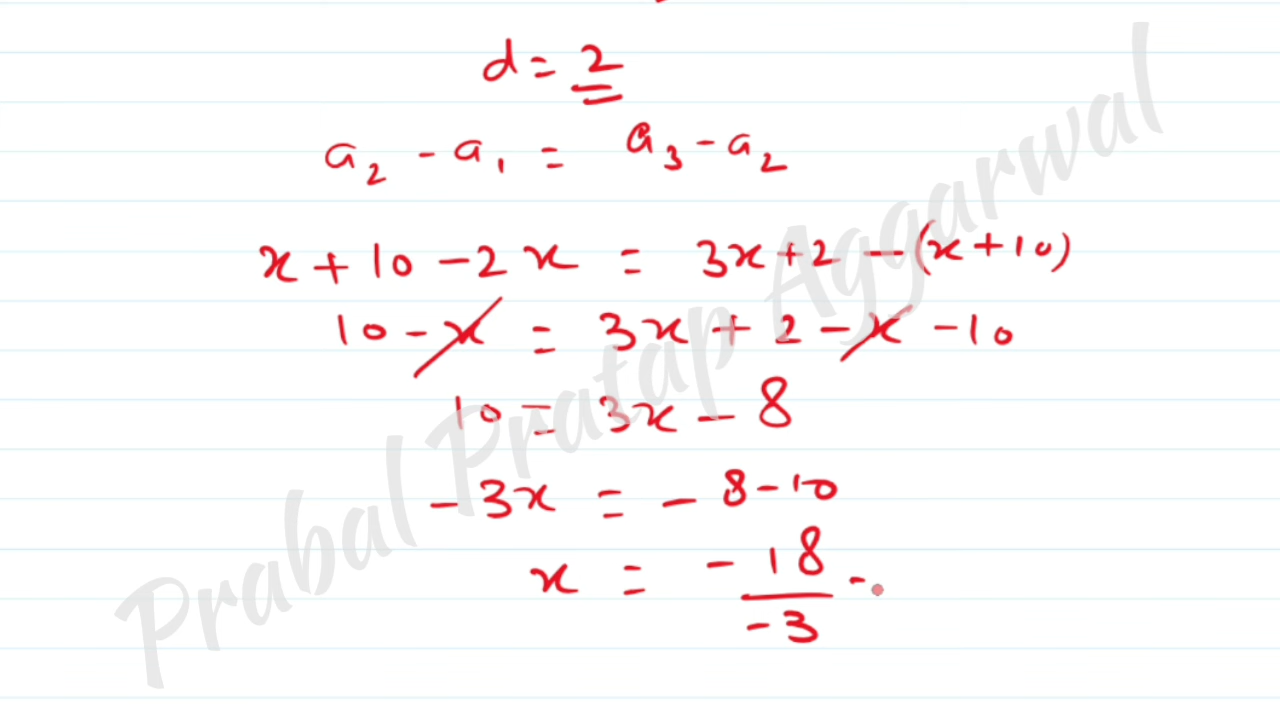 d = 2
a₂ - a₁ = a₃ - a₂
x + 10 - 2x = 3x + 2 - (x + 10)
10 - x = 3x + 2 - x - 10
10 = 3x - 8
-3x = -8 - 10
x = -18/-3 -
Prabal Pratap Aggarwal